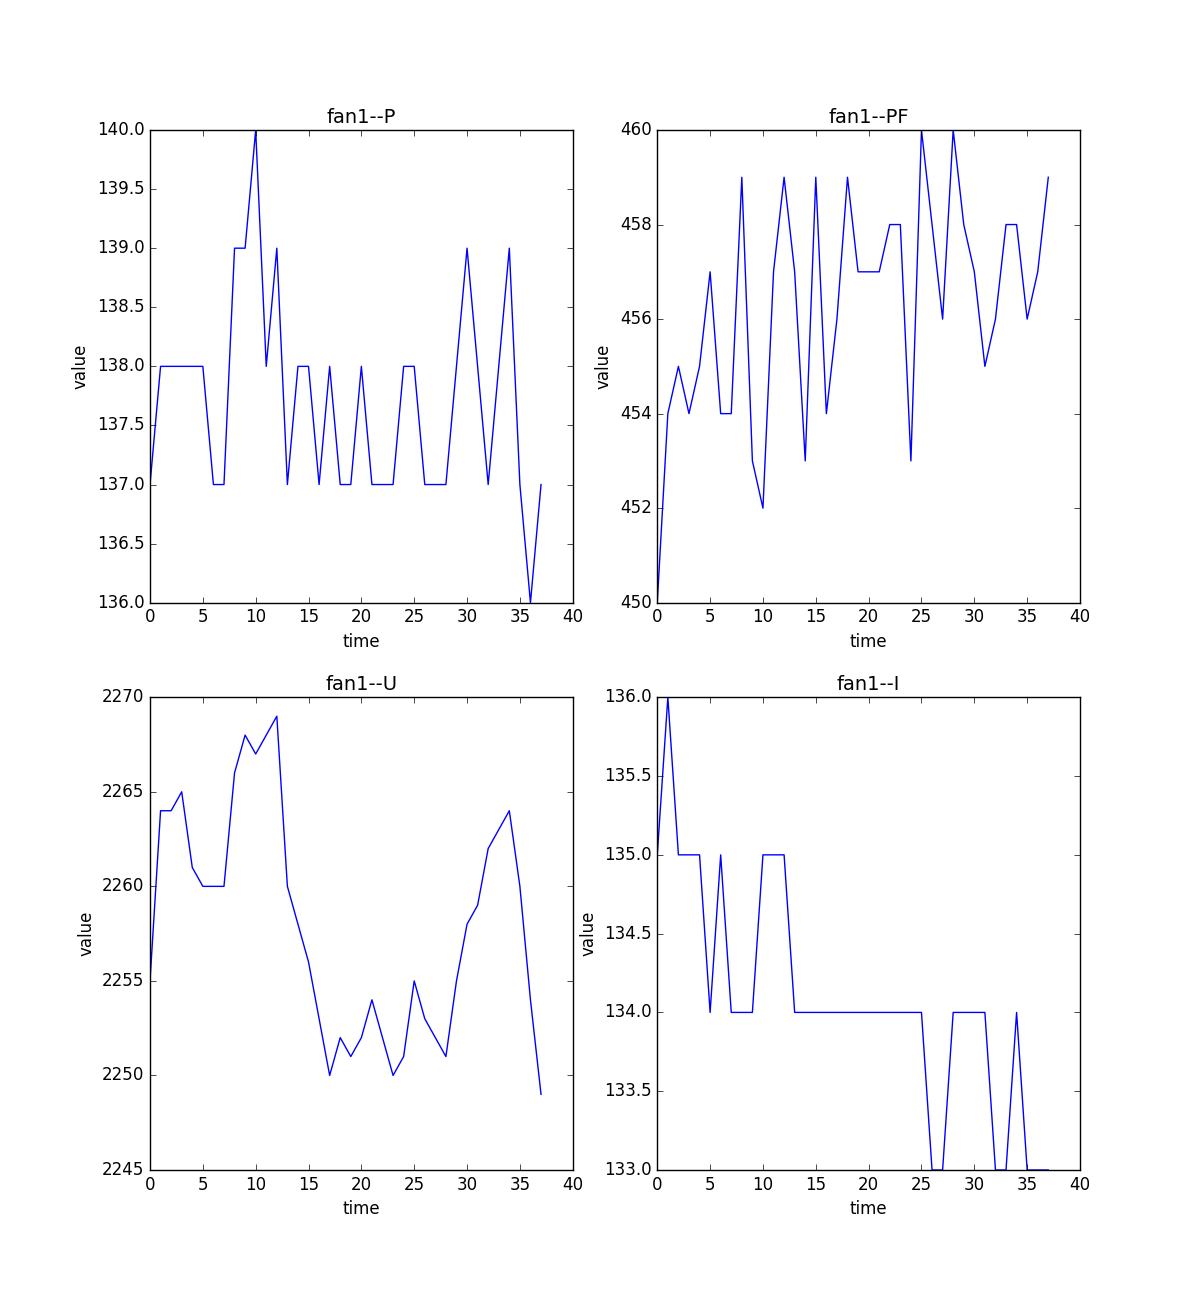 fan1--P
140.0
139.5
139.0
138.5
138.0
137.5
137.0
136.5
136.0
value
0 5 10 15 20 25 30 35 40
time
fan1--PF
460
458
456
454
452
450
value
0 5 10 15 20 25 30 35 40
time
fan1--U
2270
2265
2260
2255
2250
2245
value
0 5 10 15 20 25 30 35 40
time
fan1--I
136.0
135.5
135.0
134.5
134.0
133.5
133.0
value
0 5 10 15 20 25 30 35 40
time